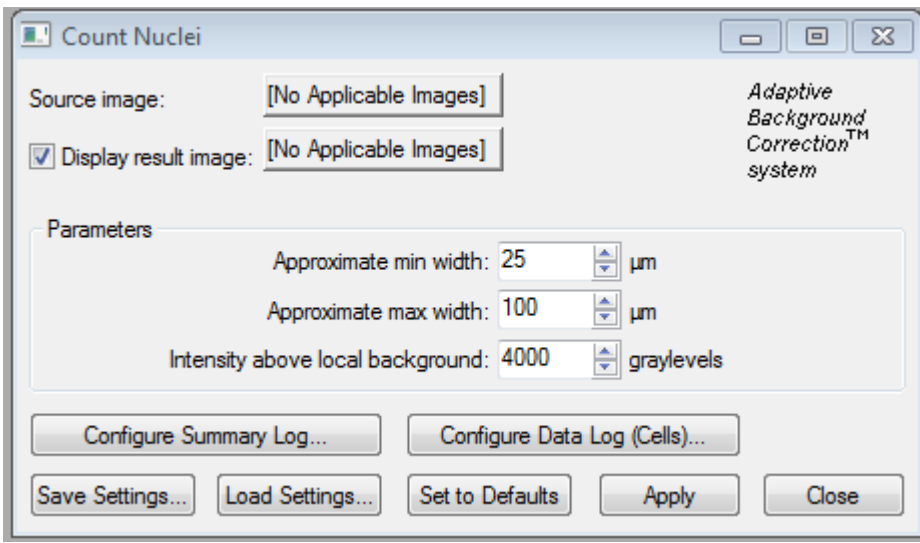 Count Nuclei
Source image: [No Applicable Images]
Display result image: [No Applicable Images]
Adaptive
Background
Correction™
system
Parameters
Approximate min width: 25 µm
Approximate max width: 100 µm
Intensity above local background: 4000 graylevels
Configure Summary Log... Configure Data Log (Cells)...
Save Settings... Load Settings... Set to Defaults Apply Close